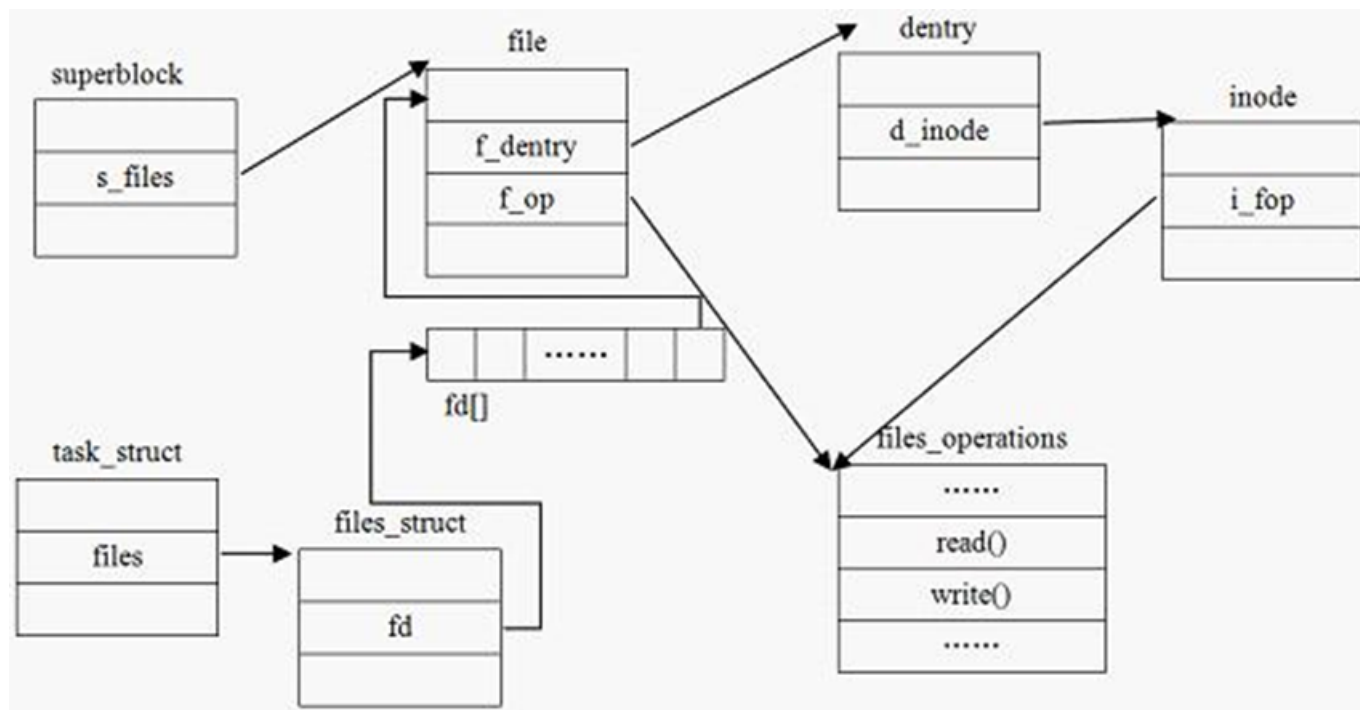 superblock
s_files
file
f_dentry
f_op
dentry
d_inode
inode
i_fop
......
fd[]
task_struct
files
files_struct
fd
files_operations
......
read()
write()
......